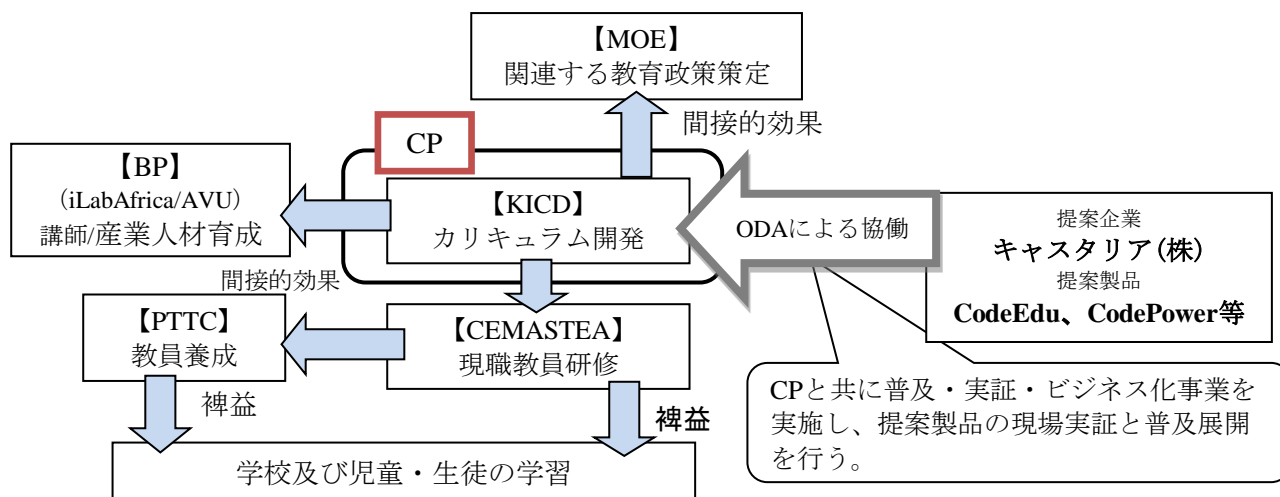 【MOE】
関連する教育政策策定
間接的効果
CP
【BP】
（iLabAfrica/AVU）
講師/産業人材育成
【KICD】
カリキュラム開発
ODAによる協働
提案企業
キャスタリア(株)
提案製品
CodeEdu、CodePower等
間接的効果
【PTTC】
教員養成
【CEMASTEA】
現職教員研修
CPと共に普及・実証・ビジネス化事業を
実施し、提案製品の現場実証と普及展開
を行う。
裨益
裨益
学校及び児童・生徒の学習